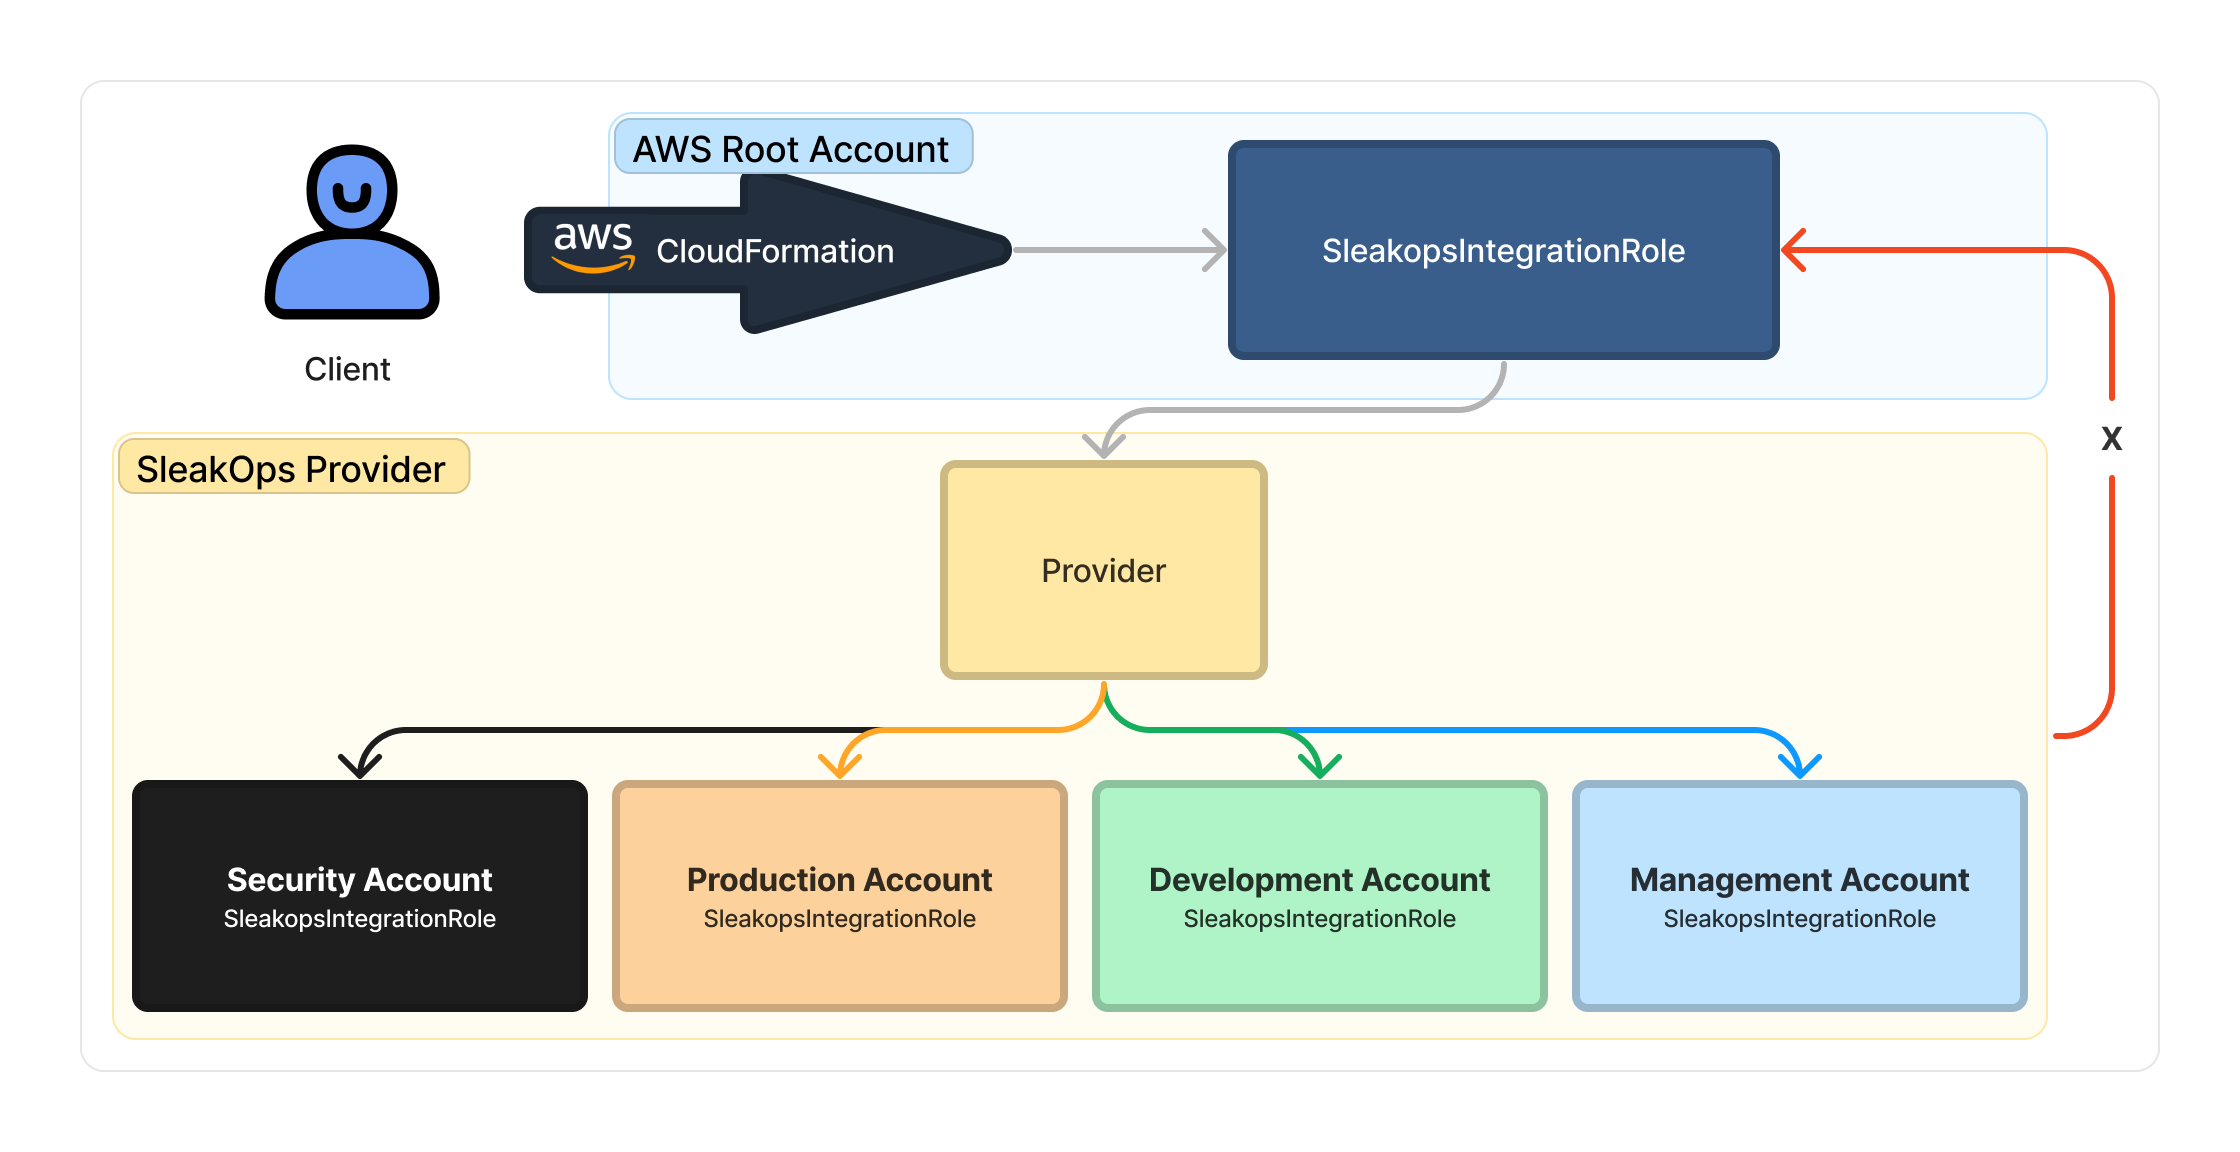 AWS Root Account
aws CloudFormation
SleakopsIntegrationRole
Client
x
SleakOps Provider
Provider
Security Account
SleakopsIntegrationRole
Production Account
SleakopsIntegrationRole
Development Account
SleakopsIntegrationRole
Management Account
SleakopsIntegrationRole